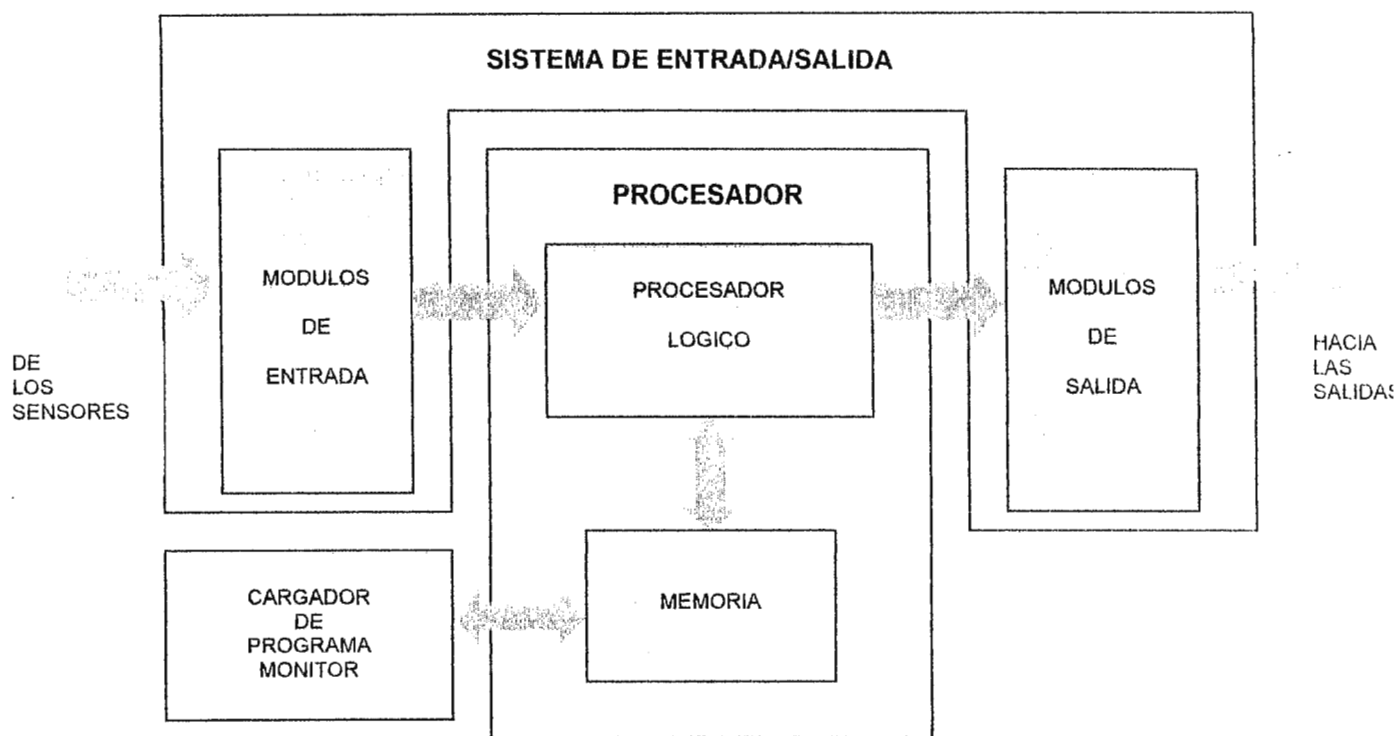 SISTEMA DE ENTRADA/SALIDA
PROCESADOR
MODULOS
DE
ENTRADA
PROCESADOR
LOGICO
MODULOS
DE
SALIDA
DE
LOS
SENSORES
HACIA
LAS
SALIDAS
CARGADOR
DE
PROGRAMA
MONITOR
MEMORIA